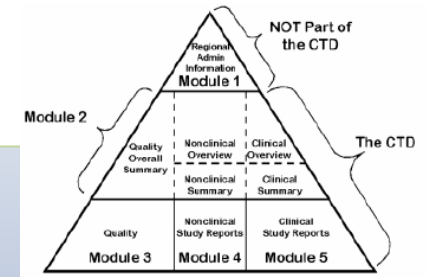 NOT Part of
the CTD
Regional
Admin
Information
Module 1
Module 2
The CTD
Quality
Overall
Summary
Nonclinical
Overview
Clinical
Overview
Nonclinical
Summary
Clinical
Summary
Quality
Module 3
Nonclinical
Study Reports
Module 4
Clinical
Study Reports
Module 5